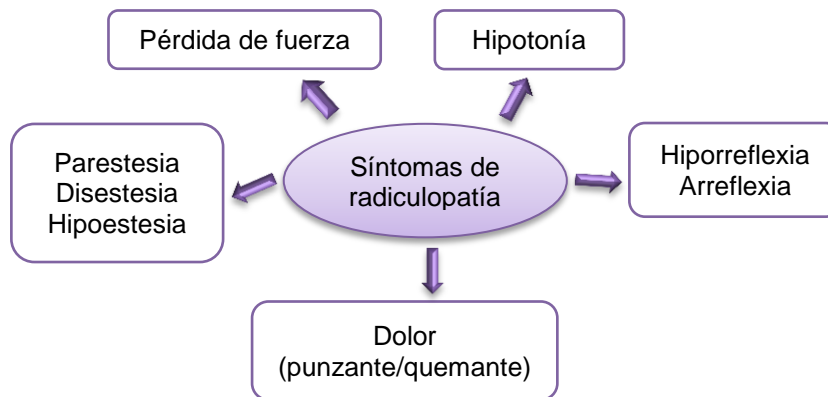 Pérdida de fuerza
Hipotonía
Parestesia
Disestesia
Hipoestesia
Síntomas de
radiculopatía
Hiporreflexia
Arreflexia
Dolor
(punzante/quemante)